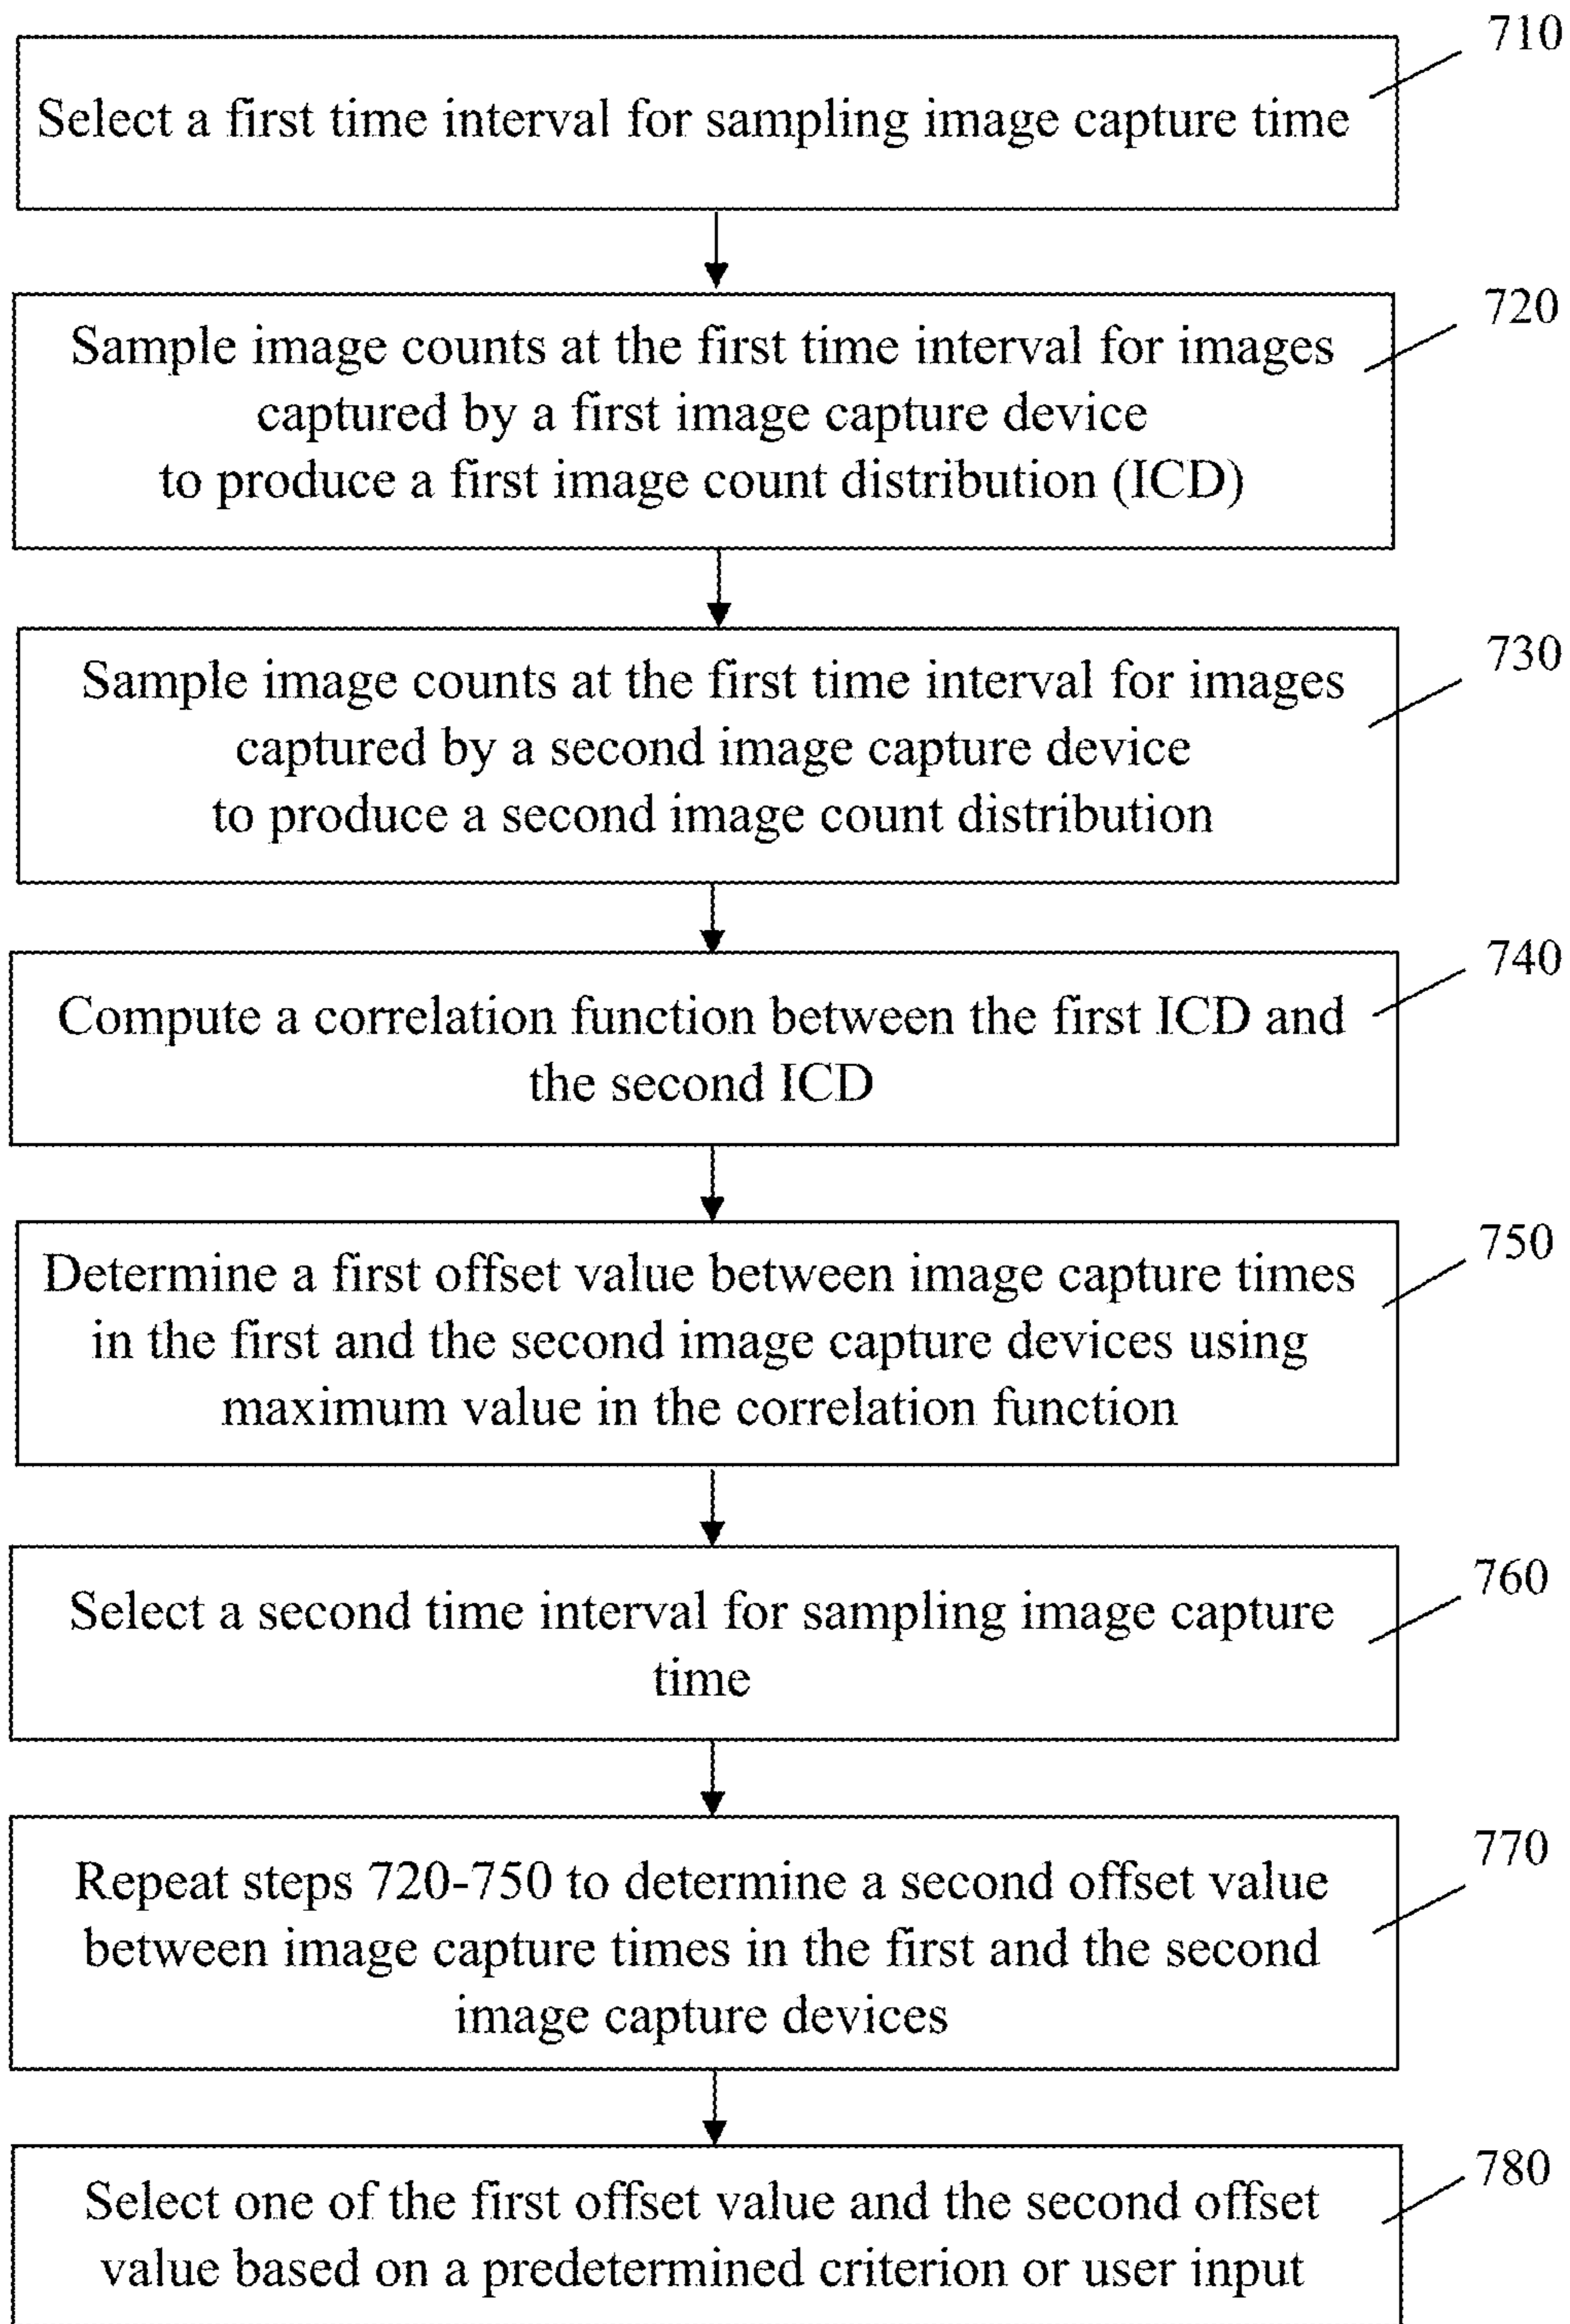 710
Select a first time interval for sampling image capture time
720
Sample image counts at the first time interval for images
captured by a first image capture device
to produce a first image count distribution (ICD)
730
Sample image counts at the first time interval for images
captured by a second image capture device
to produce a second image count distribution
740
Compute a correlation function between the first ICD and
the second ICD
750
Determine a first offset value between image capture times
in the first and the second image capture devices using
maximum value in the correlation function
760
Select a second time interval for sampling image capture
time
770
Repeat steps 720-750 to determine a second offset value
between image capture times in the first and the second
image capture devices
780
Select one of the first offset value and the second offset
value based on a predetermined criterion or user input